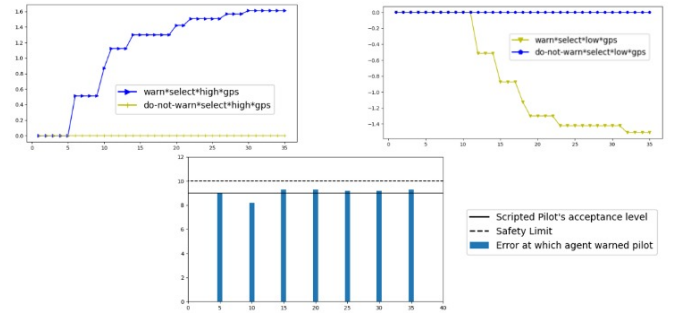 1.6
1.4
1.2
1.0
0.8
0.6
0.4
0.2
0.0
warn*select*high*gps
do-not-warn*select*high*gps
0 5 10 15 20 25 30 35
0.0
−0.2
−0.4
−0.6
−0.8
−1.0
−1.2
−1.4
warn*select*low*gps
do-not-warn*select*low*gps
0 5 10 15 20 25 30 35
12
10
8
6
4
2
0
0 5 10 15 20 25 30 35 40
Scripted Pilot's acceptance level
Safety Limit
Error at which agent warned pilot